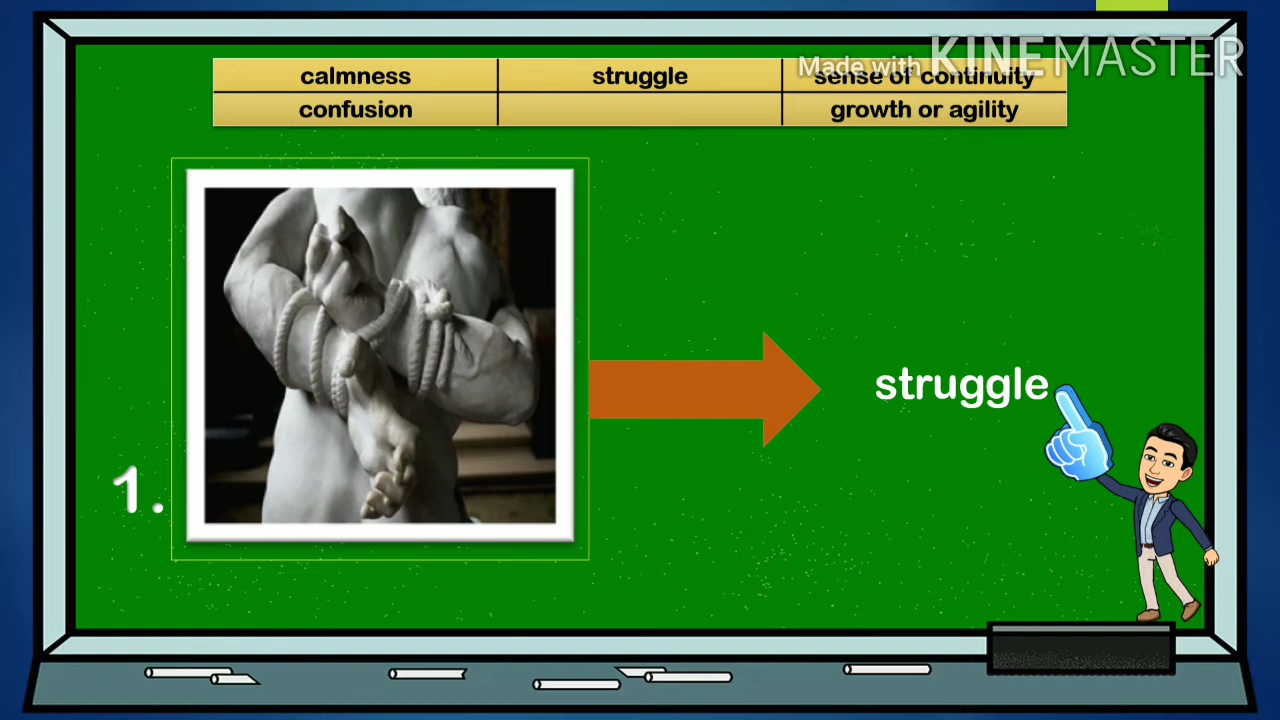 Made with KINEMASTER
calmness struggle sense of continuity
confusion growth or agility
struggle
1.